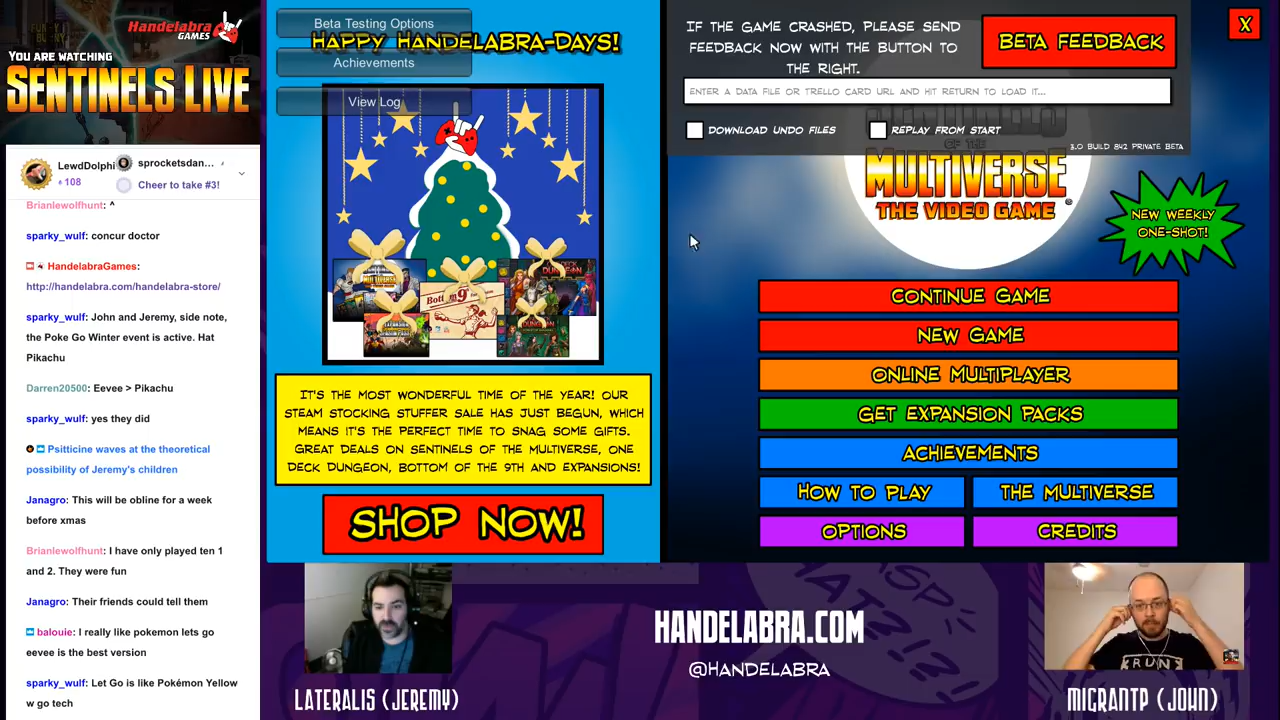 Handelabra
GAMES
YOU ARE WATCHING
SENTINELS LIVE
LewdDolphi
108
sprocketsdan...
Cheer to take #3!
Brianlewolfhunt: ^
sparky_wulf: concur doctor
HandelabraGames:
http://handelabra.com/handelabra-store/
sparky_wulf: John and Jeremy, side note,
the Poke Go Winter event is active. Hat
Pikachu
Darren20500: Eevee > Pikachu
sparky_wulf: yes they did
Psitticine waves at the theoretical
possibility of Jeremy's children
Janagro: This will be obline for a week
before xmas
Brianlewolfhunt: I have only played ten 1
and 2. They were fun
Janagro: Their friends could tell them
balouie: I really like pokemon lets go
eevee is the best version
sparky_wulf: Let Go is like Pokémon Yellow
w go tech
Beta Testing Options
HAPPY HANDELABRA-DAYS!
Achievements
View Log
MULTIVERSE
Bottom 9th
DUNGEON
DUNGEON
IT'S THE MOST WONDERFUL TIME OF THE YEAR! OUR
STEAM STOCKING STUFFER SALE HAS JUST BEGUN, WHICH
MEANS IT'S THE PERFECT TIME TO SNAG SOME GIFTS.
GREAT DEALS ON SENTINELS OF THE MULTIVERSE, ONE
DECK DUNGEON, BOTTOM OF THE 9TH AND EXPANSIONS!
SHOP NOW!
IF THE GAME CRASHED, PLEASE SEND
FEEDBACK NOW WITH THE BUTTON TO
THE RIGHT.
BETA FEEDBACK
X
ENTER A DATA FILE OR TRELLO CARD URL AND HIT RETURN TO LOAD IT...
DOWNLOAD UNDO FILES
REPLAY FROM START
3.0 BUILD 842 PRIVATE BETA
SENTINELS
OF THE
MULTIVERSE
THE VIDEO GAME
NEW WEEKLY
ONE-SHOT!
CONTINUE GAME
NEW GAME
ONLINE MULTIPLAYER
GET EXPANSION PACKS
ACHIEVEMENTS
HOW TO PLAY
THE MULTIVERSE
OPTIONS
CREDITS
HANDELABRA.COM
@HANDELABRA
LATERALIS (JEREMY)
KRUNK
MIGRANTP (JOHN)